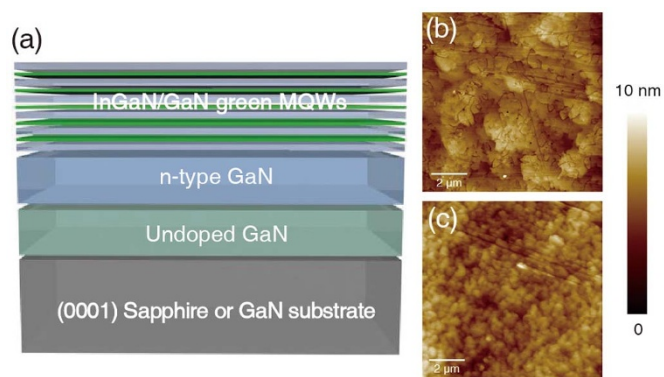 (a)
InGaN/GaN green MQWs
n-type GaN
Undoped GaN
(0001) Sapphire or GaN substrate
(b)
2 μm
(c)
2 μm
10 nm
0